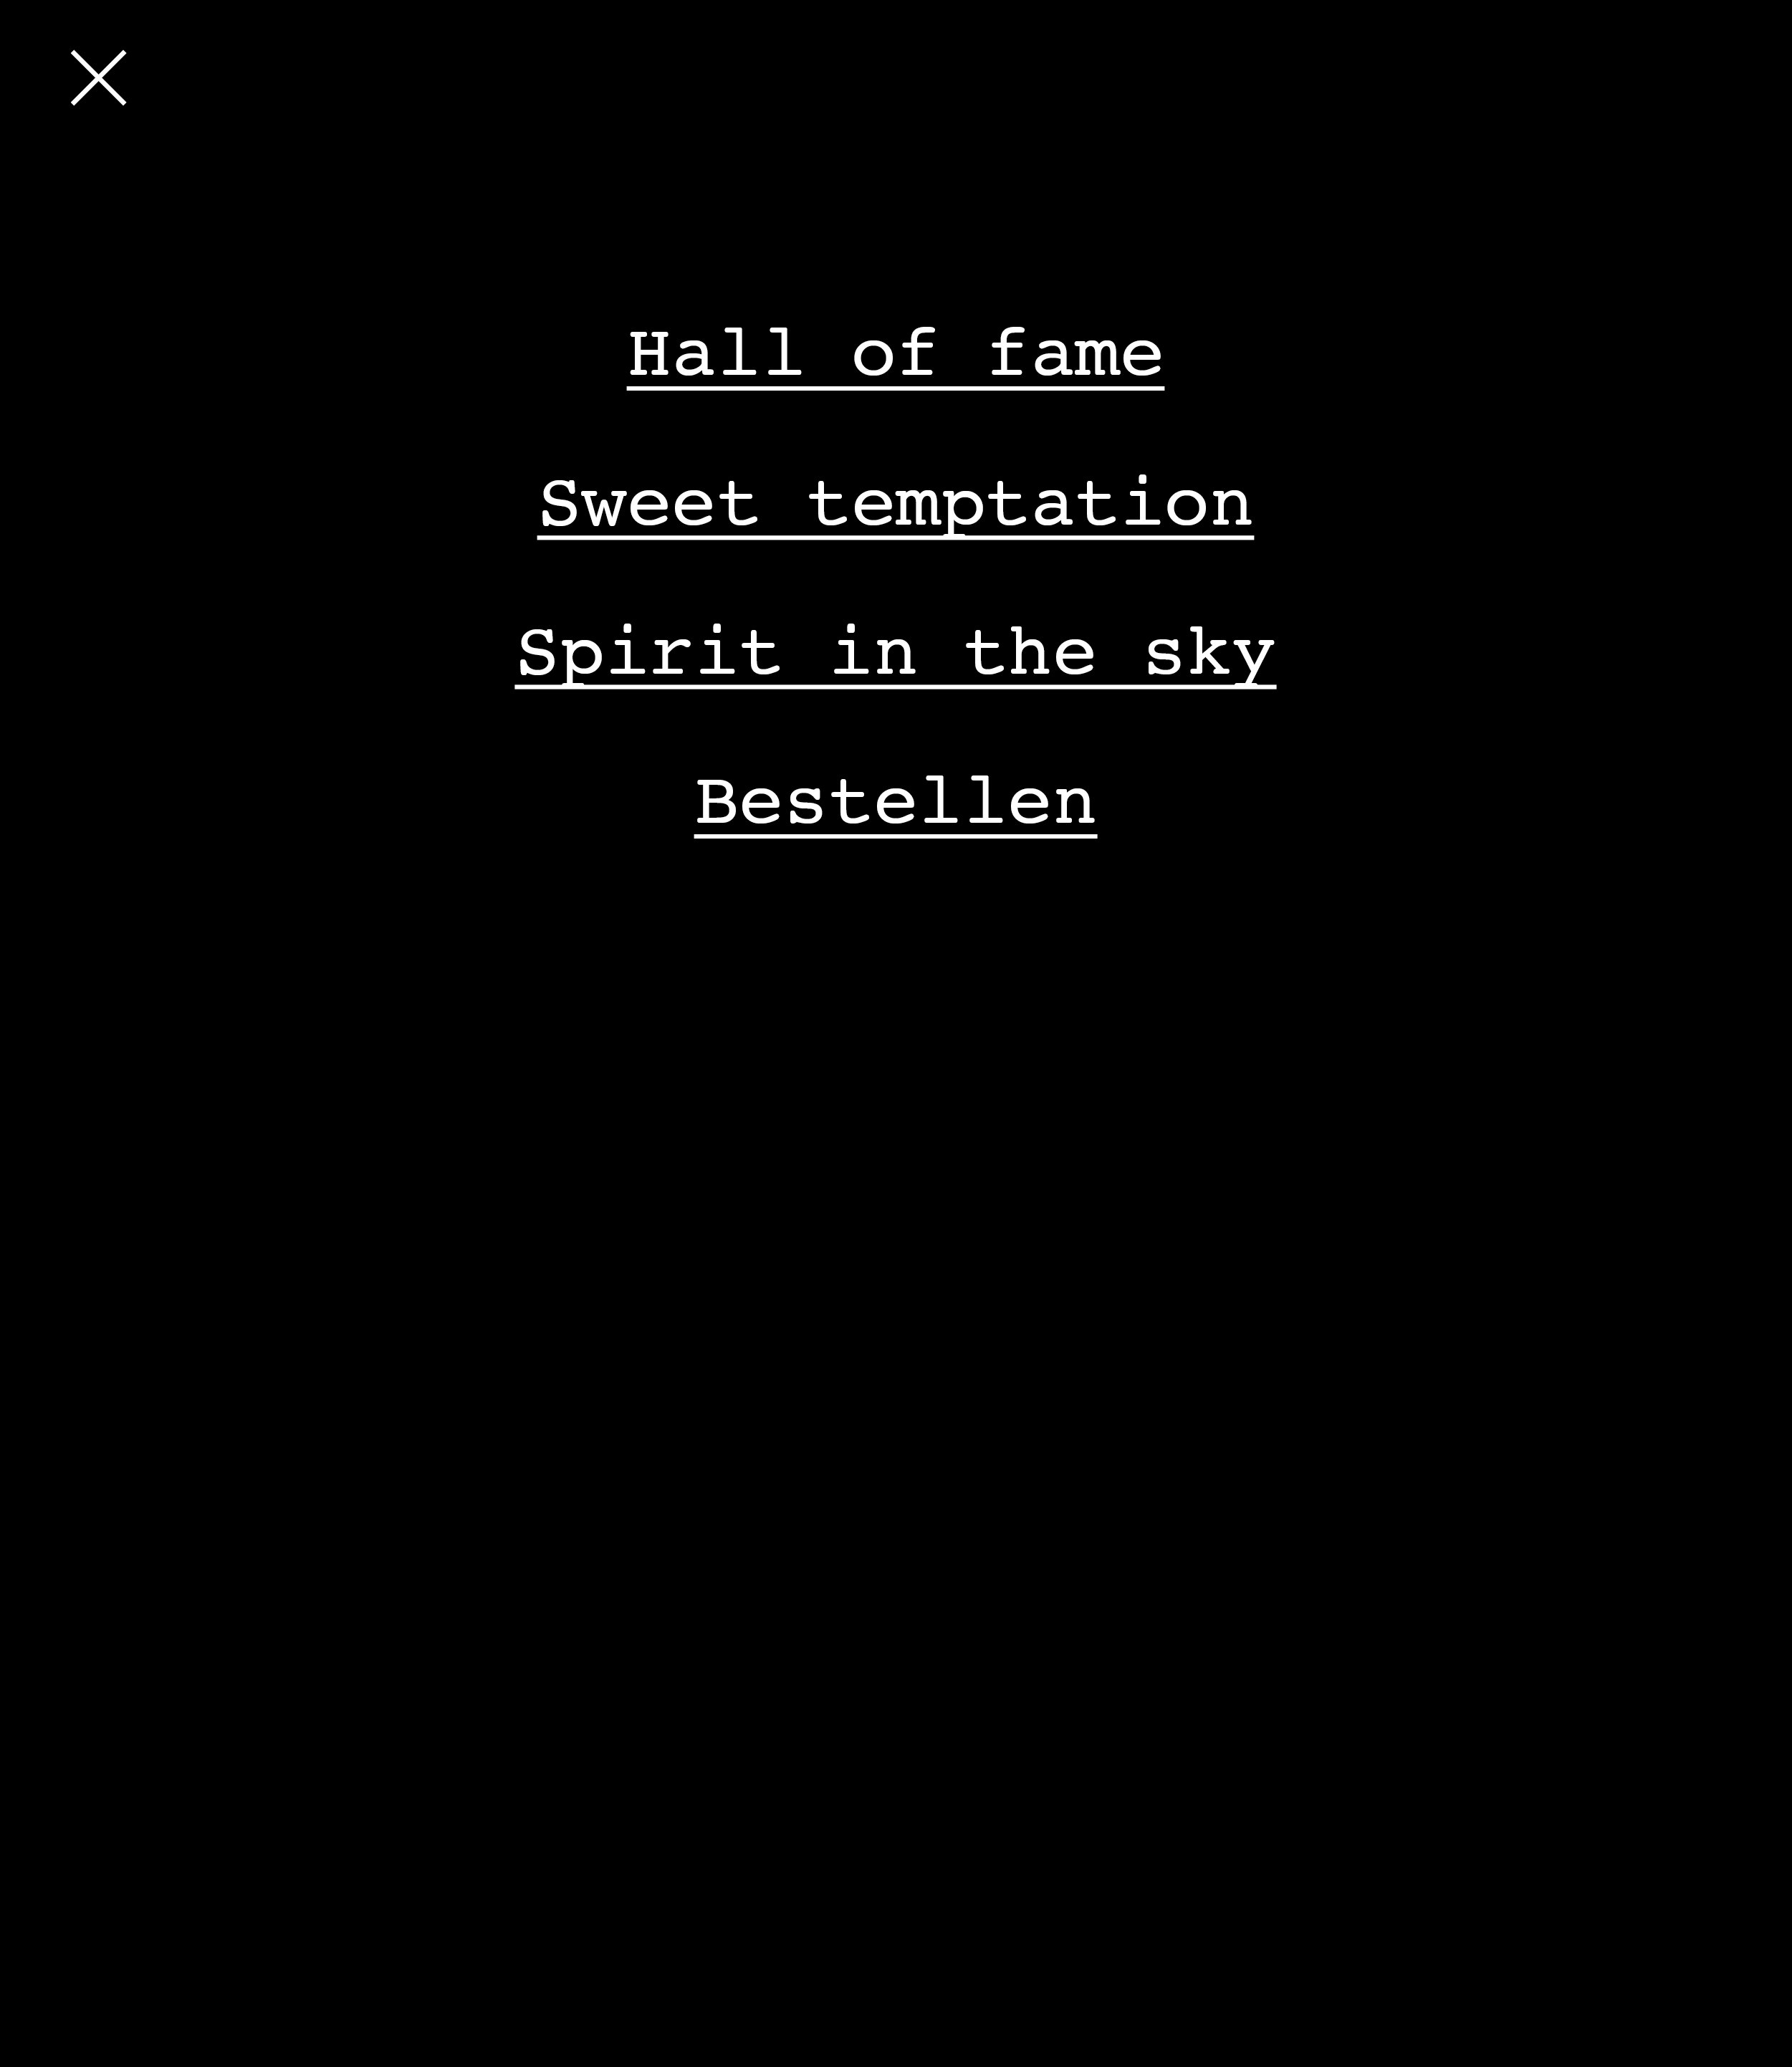 Hall of fame
Sweet temptation
Spirit in the sky
Bestellen